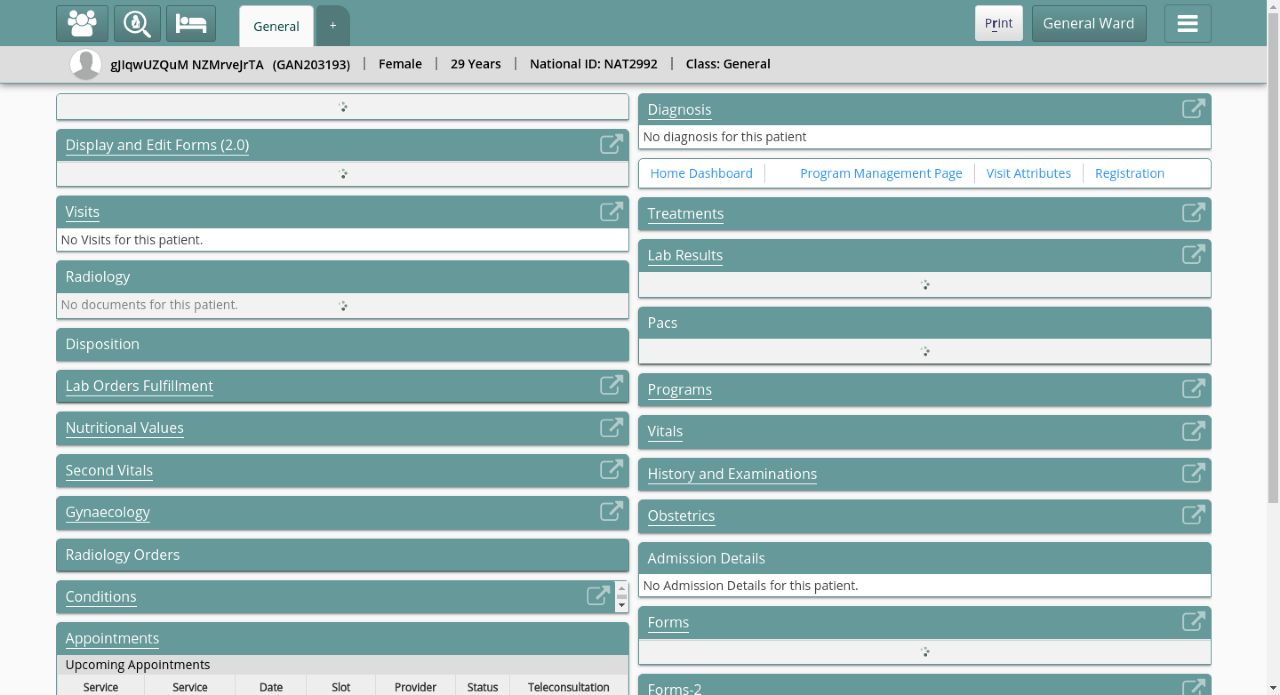 General
+
Print
General Ward
gJIqwUZQuM NZMrveJrTA (GAN203193) | Female | 29 Years | National ID: NAT2992 | Class: General
Display and Edit Forms (2.0)
Visits
No Visits for this patient.
Radiology
No documents for this patient.
Disposition
Lab Orders Fulfillment
Nutritional Values
Second Vitals
Gynaecology
Radiology Orders
Conditions
Appointments
Upcoming Appointments
Service Service Date Slot Provider Status Teleconsultation
Diagnosis
No diagnosis for this patient
Home Dashboard Program Management Page Visit Attributes Registration
Treatments
Lab Results
Pacs
Programs
Vitals
History and Examinations
Obstetrics
Admission Details
No Admission Details for this patient.
Forms
Forms-2